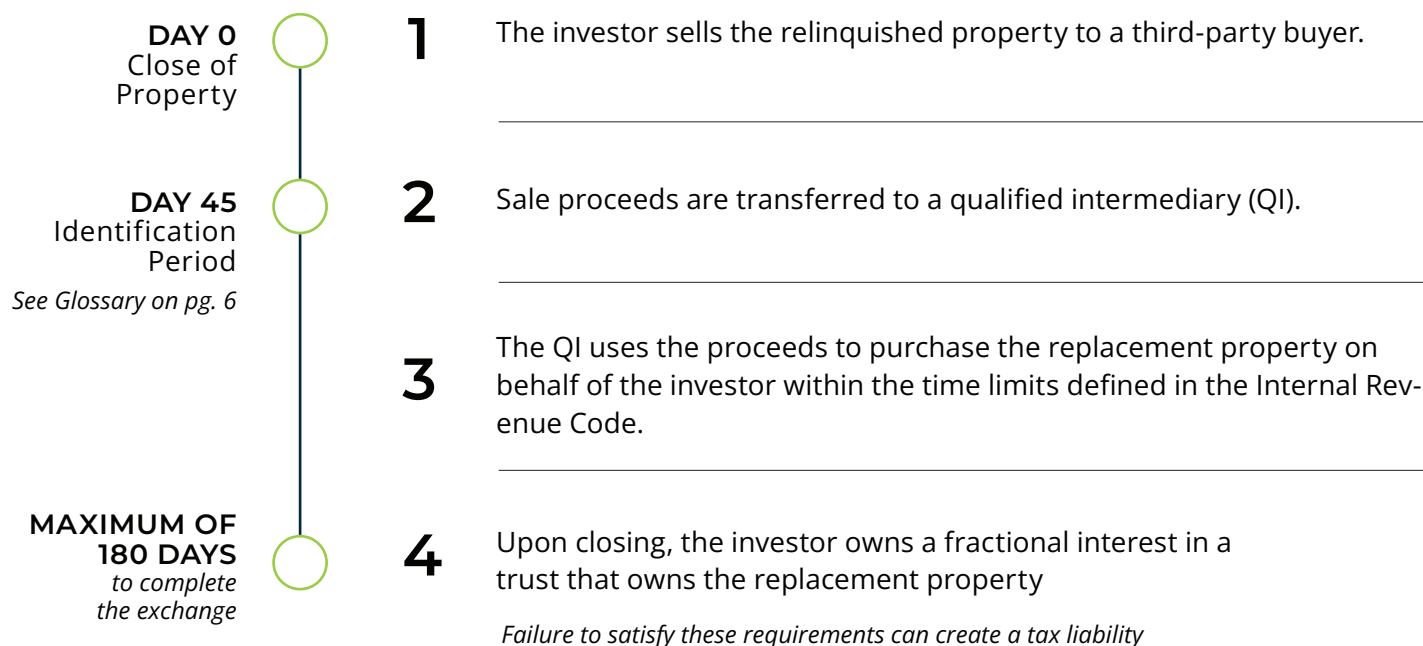 DAY 0
Close of
Property
1
The investor sells the relinquished property to a third-party buyer.
DAY 45
Identification
Period
See Glossary on pg. 6
2
Sale proceeds are transferred to a qualified intermediary (QI).
3
The QI uses the proceeds to purchase the replacement property on
behalf of the investor within the time limits defined in the Internal Rev-
enue Code.
MAXIMUM OF
180 DAYS
to complete
the exchange
4
Upon closing, the investor owns a fractional interest in a
trust that owns the replacement property
Failure to satisfy these requirements can create a tax liability